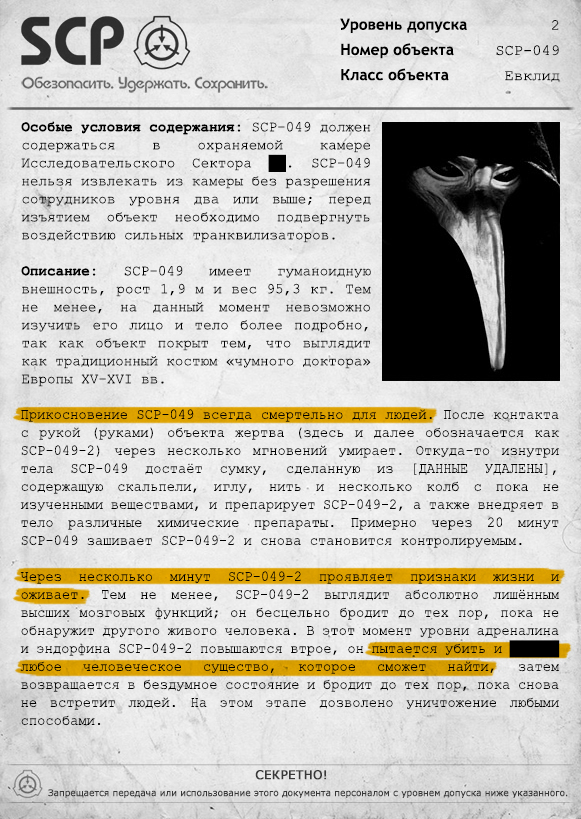 SCP
Обезопасить. Удержать. Сохранить.
Уровень допуска 2
Номер объекта SCP-049
Класс объекта Евклид
Особые условия содержания: SCP-049 должен
содержаться в охраняемой камере
Исследовательского Сектора . SCP-049
нельзя извлекать из камеры без разрешения
сотрудников уровня два или выше; перед
изъятием объект необходимо подвергнуть
воздействию сильных транквилизаторов.
Описание: SCP-049 имеет гуманоидную
внешность, рост 1,9 м и вес 95,3 кг. Тем
не менее, на данный момент невозможно
изучить его лицо и тело более подробно,
так как объект покрыт тем, что выглядит
как традиционный костюм «чумного доктора»
Европы XV-XVI вв.
Прикосновение SCP-049 всегда смертельно для людей. После контакта
с рукой (руками) объекта жертва (здесь и далее обозначается как
SCP-049-2) через несколько мгновений умирает. Откуда-то изнутри
тела SCP-049 достаёт сумку, сделанную из [ДАННЫЕ УДАЛЕНЫ],
содержащую скальпели, иглу, нить и несколько колб с пока не
изученными веществами, и препарирует SCP-049-2, а также внедряет в
тело различные химические препараты. Примерно через 20 минут
SCP-049 зашивает SCP-049-2 и снова становится контролируемым.
Через несколько минут SCP-049-2 проявляет признаки жизни и
оживает. Тем не менее, SCP-049-2 выглядит абсолютно лишённым
высших мозговых функций; он бесцельно бродит до тех пор, пока не
обнаружит другого живого человека. В этот момент уровни адреналина
и эндорфина SCP-049-2 повышаются втрое, он пытается убить и
любое человеческое существо, которое сможет найти, затем
возвращается в бездумное состояние и бродит до тех пор, пока снова
не встретит людей. На этом этапе дозволено уничтожение любыми
способами.
СЕКРЕТНО!
Запрещается передача или использование этого документа персоналом с уровнем допуска ниже указанного.